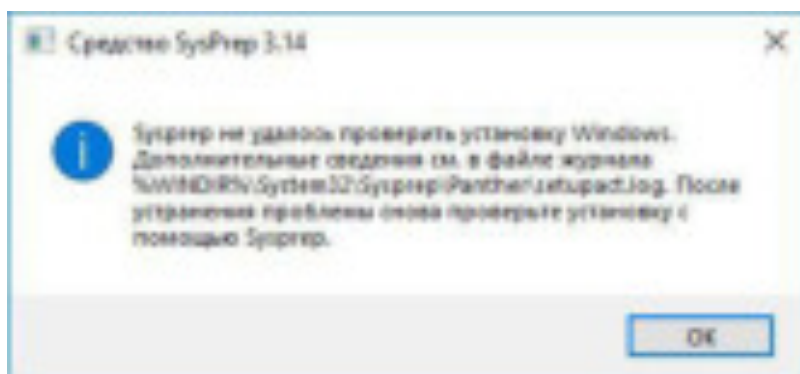 Средство SysPrep 3.14
Sysprep не удалось проверить установку Windows.
Дополнительные сведения см. в файле журнала
%WINDIR%\System32\Sysprep\Panther\setupact.log. После
устранения проблемы снова проверьте установку с
помощью Sysprep.
ОК